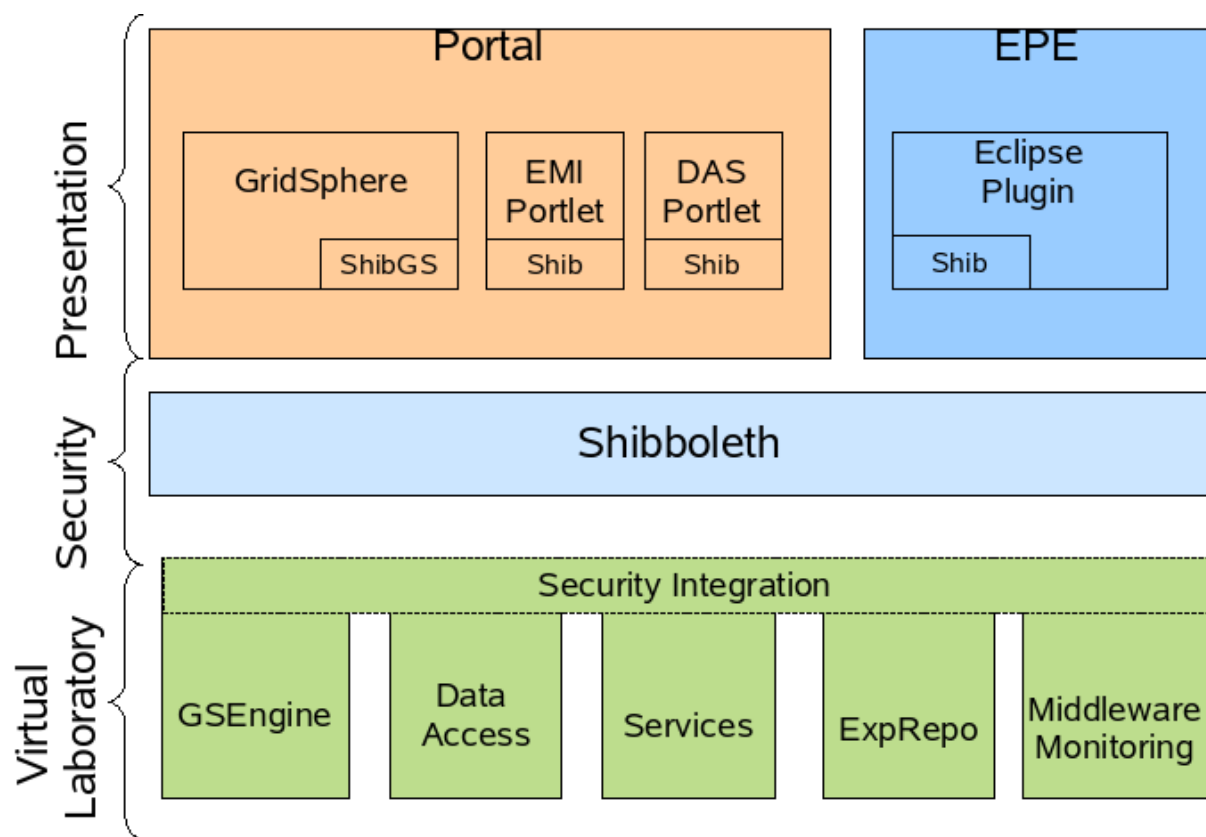 Presentation
Portal
GridSphere
ShibGS
EMI
Portlet
Shib
DAS
Portlet
Shib
EPE
Eclipse
Plugin
Shib
Security
Shibboleth
Virtual
Laboratory
Security Integration
GSEngine
Data
Access
Services
ExpRepo
Middleware
Monitoring